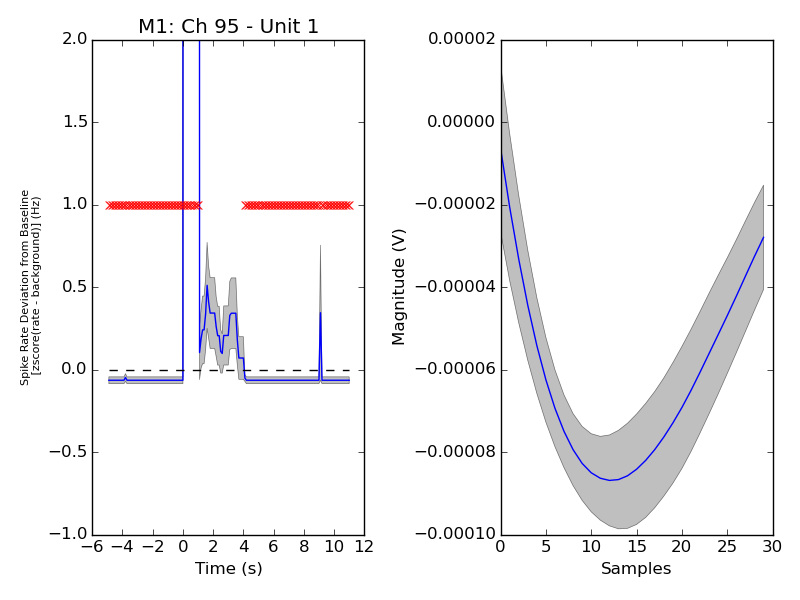 M1: Ch 95 - Unit 1
2.0
1.5
1.0
0.5
0.0
−0.5
−1.0
−6 −4 −2 0 2 4 6 8 10 12
Time (s)
Spike Rate Deviation from Baseline
[zscore(rate - background)] (Hz)
0.00002
0.00000
−0.00002
−0.00004
−0.00006
−0.00008
−0.00010
0 5 10 15 20 25 30
Samples
Magnitude (V)